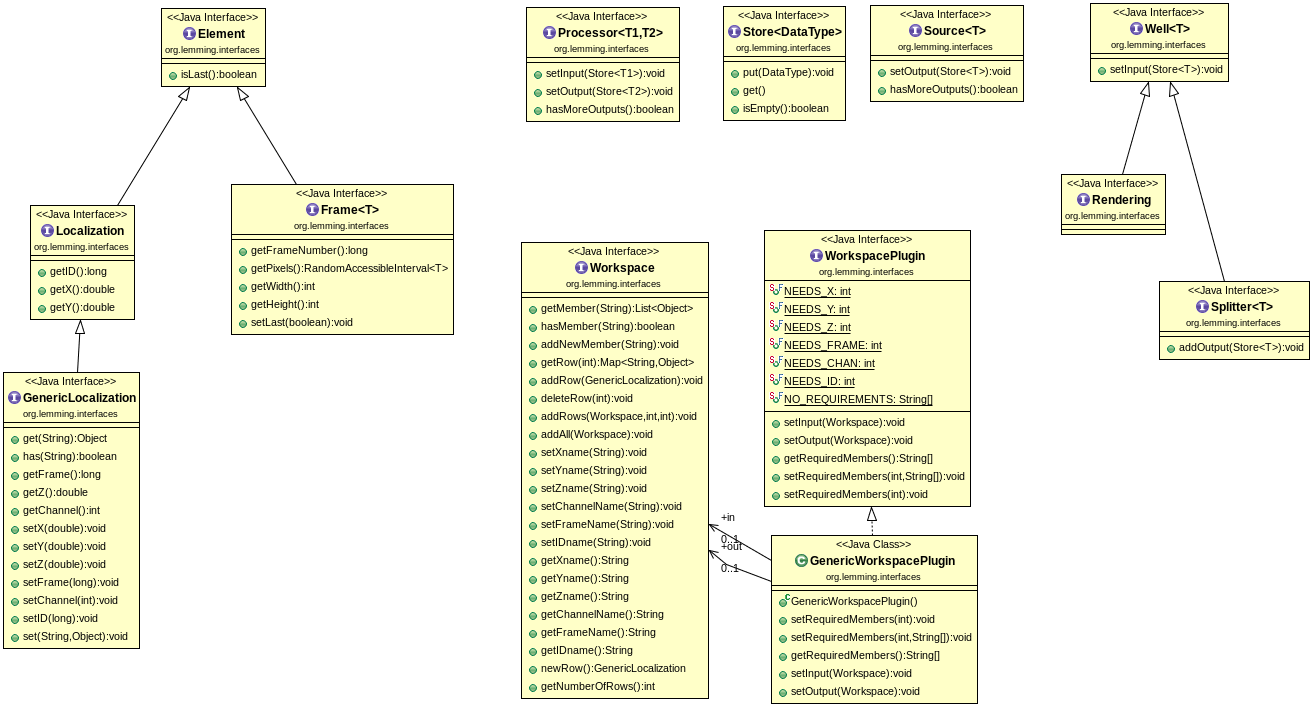 <<Java Interface>>
Element
org.lemming.interfaces
isLast():boolean
<<Java Interface>>
Processor<T1,T2>
org.lemming.interfaces
setInput(Store<T1>):void
setOutput(Store<T2>):void
hasMoreOutputs():boolean
<<Java Interface>>
Store<DataType>
org.lemming.interfaces
put(DataType):void
get()
isEmpty():boolean
<<Java Interface>>
Source<T>
org.lemming.interfaces
setOutput(Store<T>):void
hasMoreOutputs():boolean
<<Java Interface>>
Well<T>
org.lemming.interfaces
setInput(Store<T>):void
<<Java Interface>>
Localization
org.lemming.interfaces
getID():long
getX():double
getY():double
<<Java Interface>>
Frame<T>
org.lemming.interfaces
getFrameNumber():long
getPixels():RandomAccessibleInterval<T>
getWidth():int
getHeight():int
setLast(boolean):void
<<Java Interface>>
Rendering
org.lemming.interfaces
<<Java Interface>>
Splitter<T>
org.lemming.interfaces
addOutput(Store<T>):void
<<Java Interface>>
GenericLocalization
org.lemming.interfaces
get(String):Object
has(String):boolean
getFrame():long
getZ():double
getChannel():int
setX(double):void
setY(double):void
setZ(double):void
setFrame(long):void
setChannel(int):void
setID(long):void
set(String,Object):void
<<Java Interface>>
Workspace
org.lemming.interfaces
getMember(String):List<Object>
hasMember(String):boolean
addNewMember(String):void
getRow(int):Map<String,Object>
addRow(GenericLocalization):void
deleteRow(int):void
addRows(Workspace,int,int):void
addAll(Workspace):void
setXname(String):void
setYname(String):void
setZname(String):void
setChannelName(String):void
setFrameName(String):void
setIDname(String):void
getXname():String
getYname():String
getZname():String
getChannelName():String
getFrameName():String
getIDname():String
newRow():GenericLocalization
getNumberOfRows():int
<<Java Interface>>
WorkspacePlugin
org.lemming.interfaces
NEEDS_X: int
NEEDS_Y: int
NEEDS_Z: int
NEEDS_FRAME: int
NEEDS_CHAN: int
NEEDS_ID: int
NO_REQUIREMENTS: String[]
setInput(Workspace):void
setOutput(Workspace):void
getRequiredMembers():String[]
setRequiredMembers(int,String[]):void
setRequiredMembers(int):void
+in
0..1
+out
0..1
<<Java Class>>
GenericWorkspacePlugin
org.lemming.interfaces
GenericWorkspacePlugin()
setRequiredMembers(int):void
setRequiredMembers(int,String[]):void
getRequiredMembers():String[]
setInput(Workspace):void
setOutput(Workspace):void